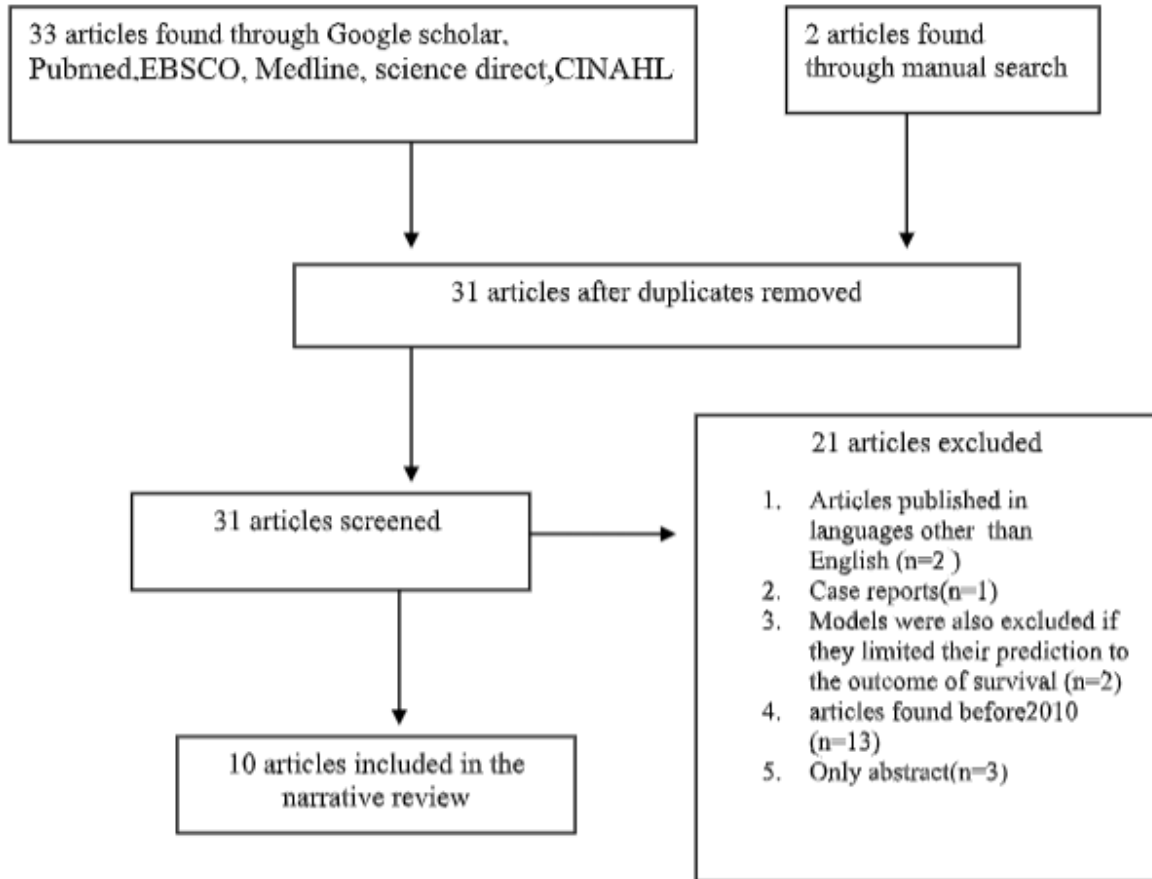 33 articles found through Google scholar,
Pubmed,EBSCO, Medline, science direct,CINAHL
2 articles found
through manual search
31 articles after duplicates removed
31 articles screened
21 articles excluded
1. Articles published in
languages other than
English (n=2 )
2. Case reports(n=1)
3. Models were also excluded if
they limited their prediction to
the outcome of survival (n=2)
4. articles found before2010
(n=13)
5. Only abstract(n=3)
10 articles included in the
narrative review